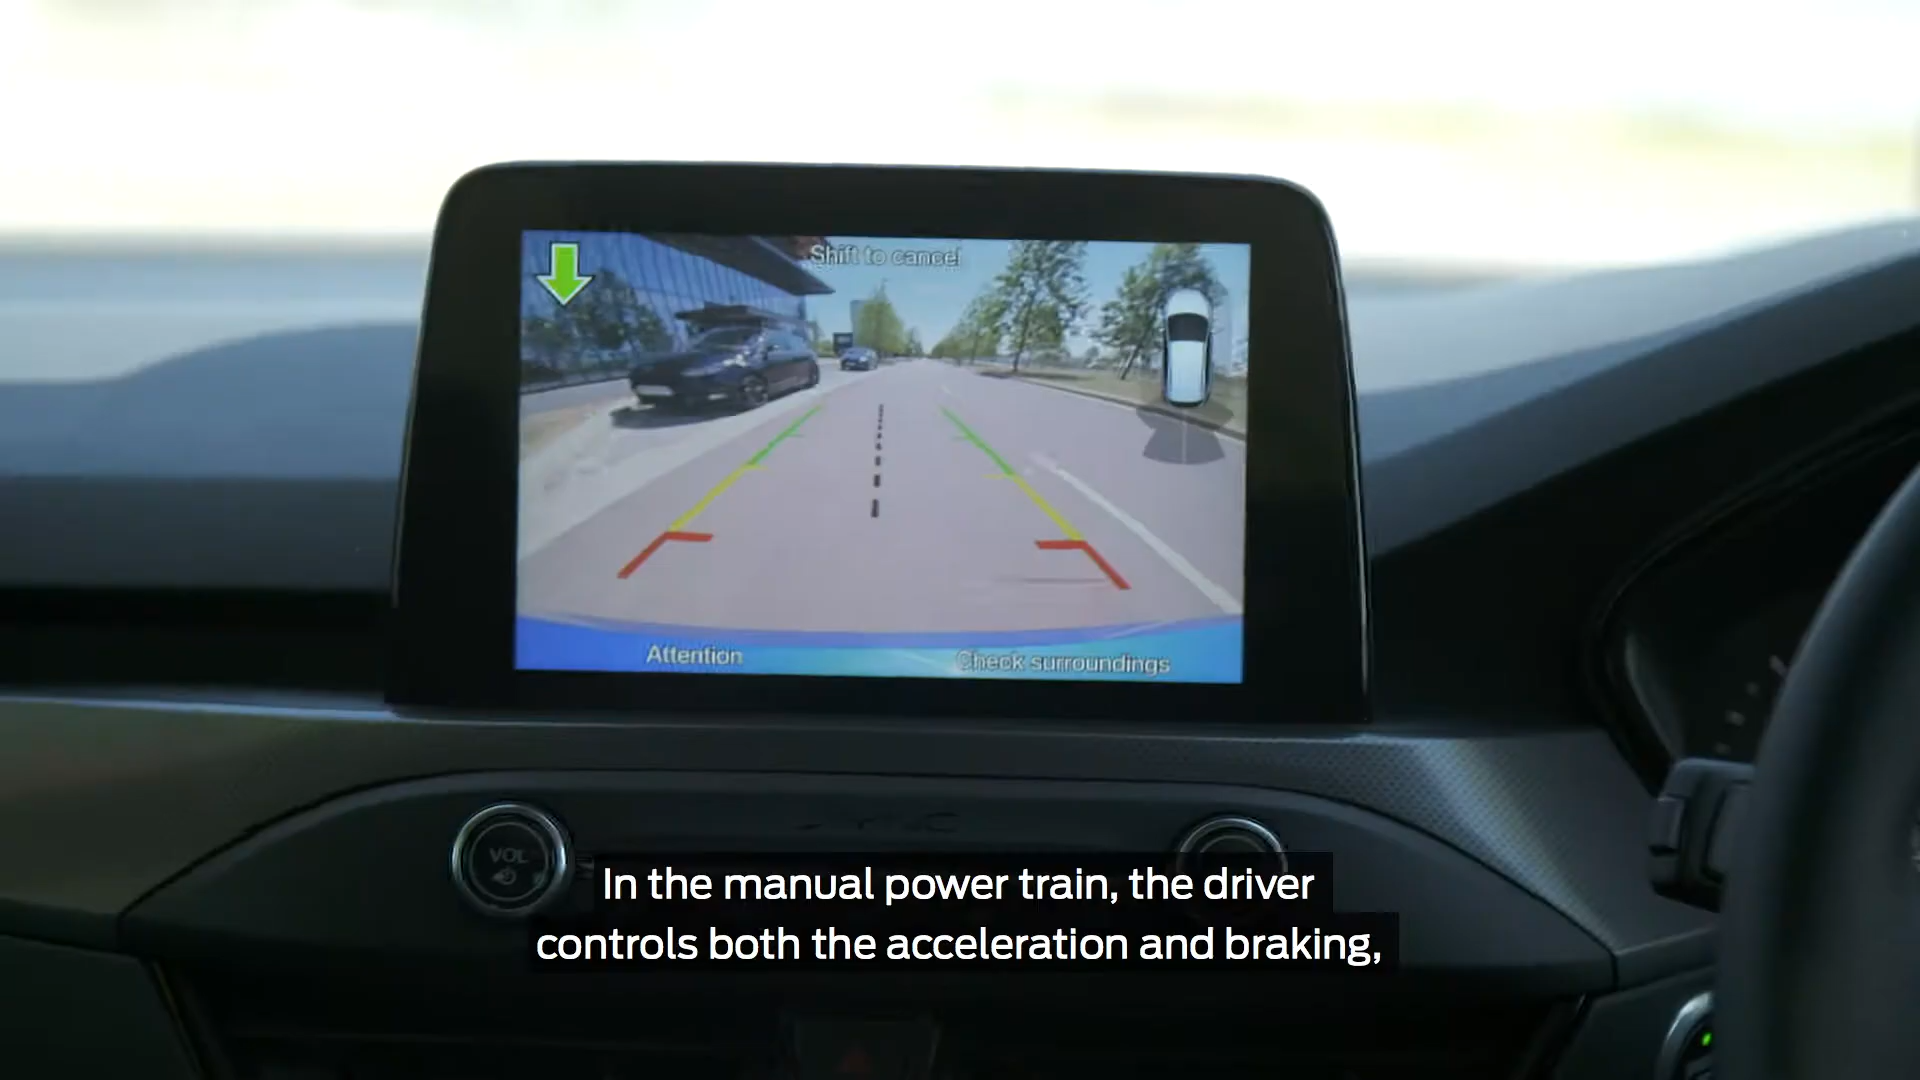 Shift to cancel
Attention
Check surroundings
VOL
SYNC
In the manual power train, the driver
controls both the acceleration and braking,